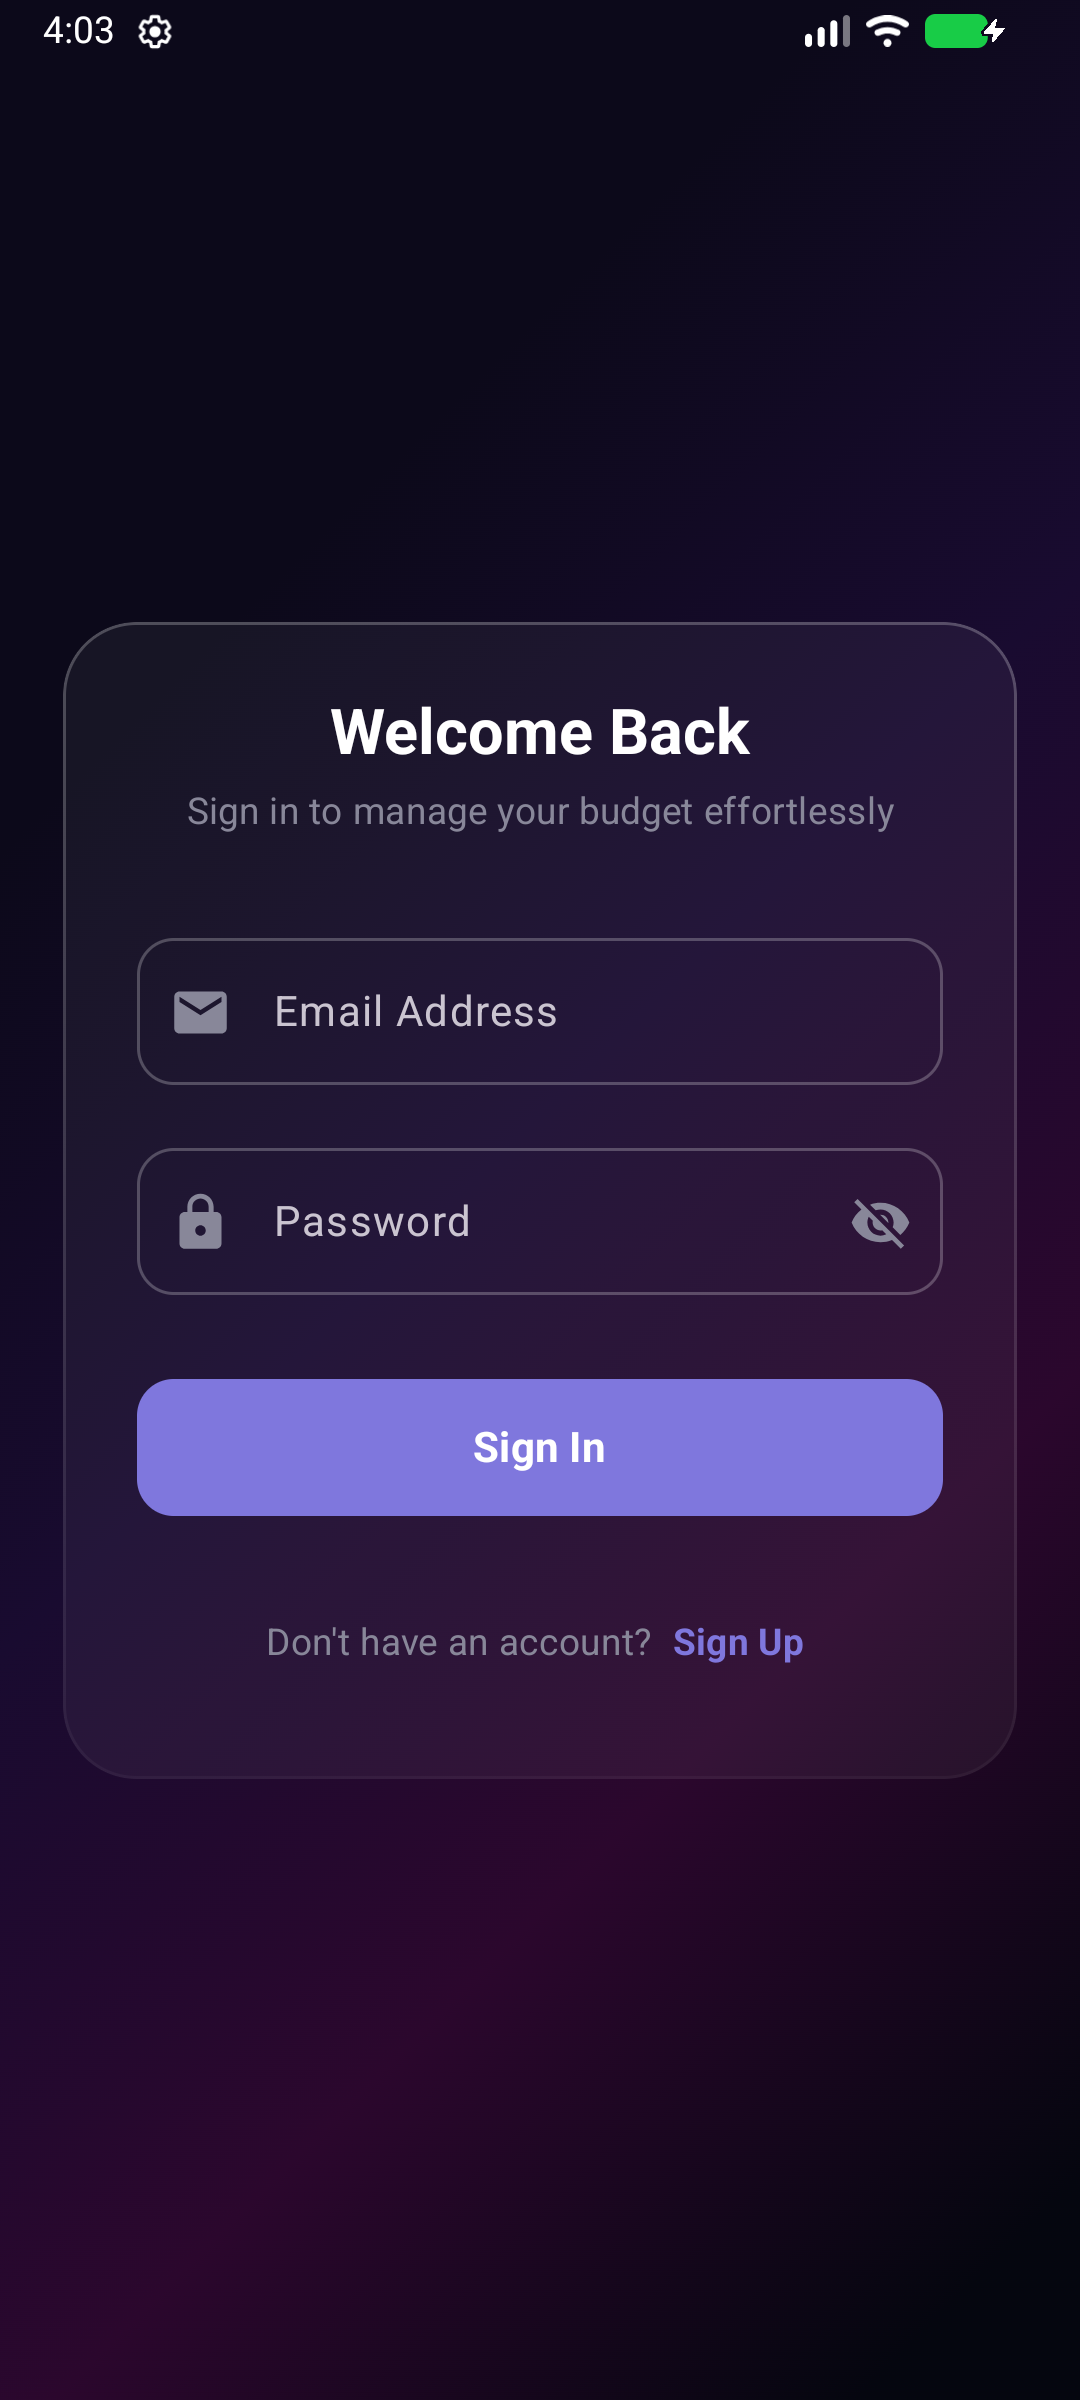 4:03
Welcome Back
Sign in to manage your budget effortlessly
Email Address
Password
Sign In
Don't have an account? Sign Up